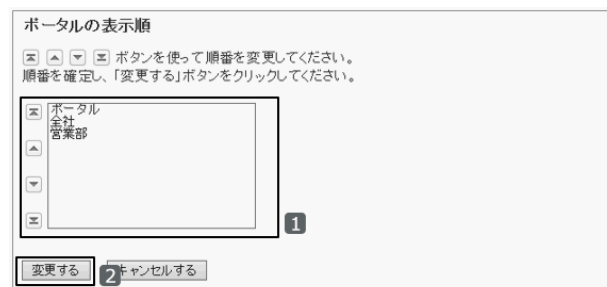 ポータルの表示順
ボタンを使って順番を変更してください。
順番を確定し、「変更する」ボタンをクリックしてください。
ポータル
全社
営業部
1
変更する
2
キャンセルする